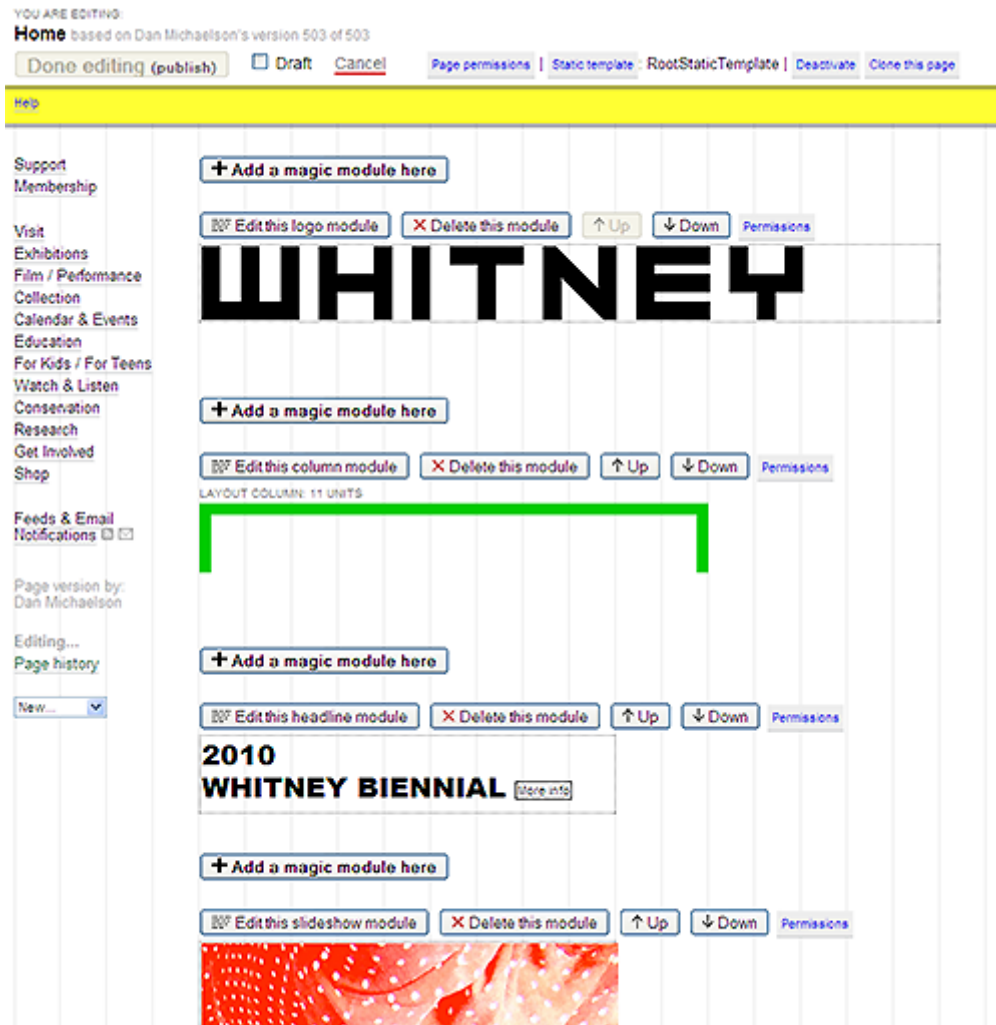 YOU ARE EDITING:
Home based on Dan Michaelson's version 503 of 503
Done editing (publish) Draft Cancel Page permissions | Static template : RootStaticTemplate | Deactivate Clone this page
Help
Support
Membership
Visit
Exhibitions
Film / Performance
Collection
Calendar & Events
Education
For Kids / For Teens
Watch & Listen
Conservation
Research
Get Involved
Shop
Feeds & Email
Notifications
Page version by:
Dan Michaelson
Editing...
Page history
New...
+ Add a magic module here
Edit this logo module X Delete this module ↑ Up ↓ Down Permissions
WHITNEY
+ Add a magic module here
Edit this column module X Delete this module ↑ Up ↓ Down Permissions
LAYOUT COLUMN: 11 UNITS
+ Add a magic module here
Edit this headline module X Delete this module ↑ Up ↓ Down Permissions
2010
WHITNEY BIENNIAL More info
+ Add a magic module here
Edit this slideshow module X Delete this module ↑ Up ↓ Down Permissions